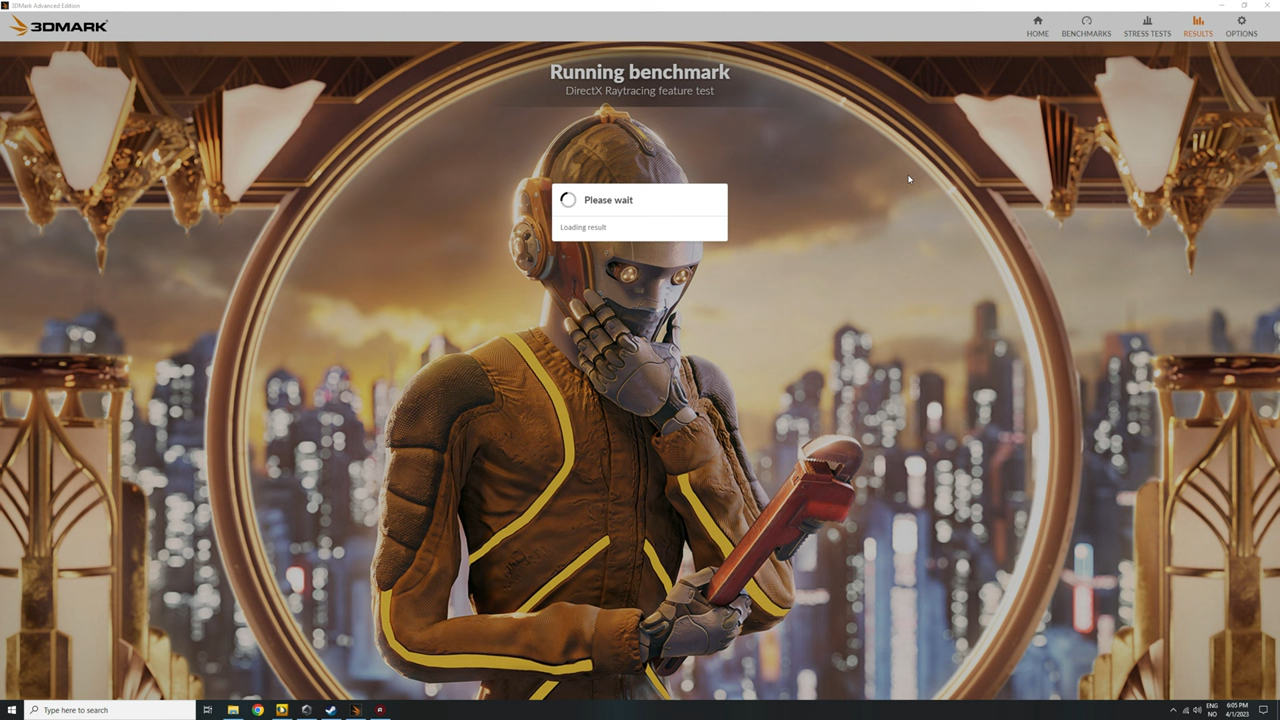 3DMark Advanced Edition
3DMARK
HOME
BENCHMARKS
STRESS TESTS
RESULTS
OPTIONS
Running benchmark
DirectX Raytracing feature test
Please wait
Loading result
Type here to search
ENG
NO
6:05 PM
4/1/2023